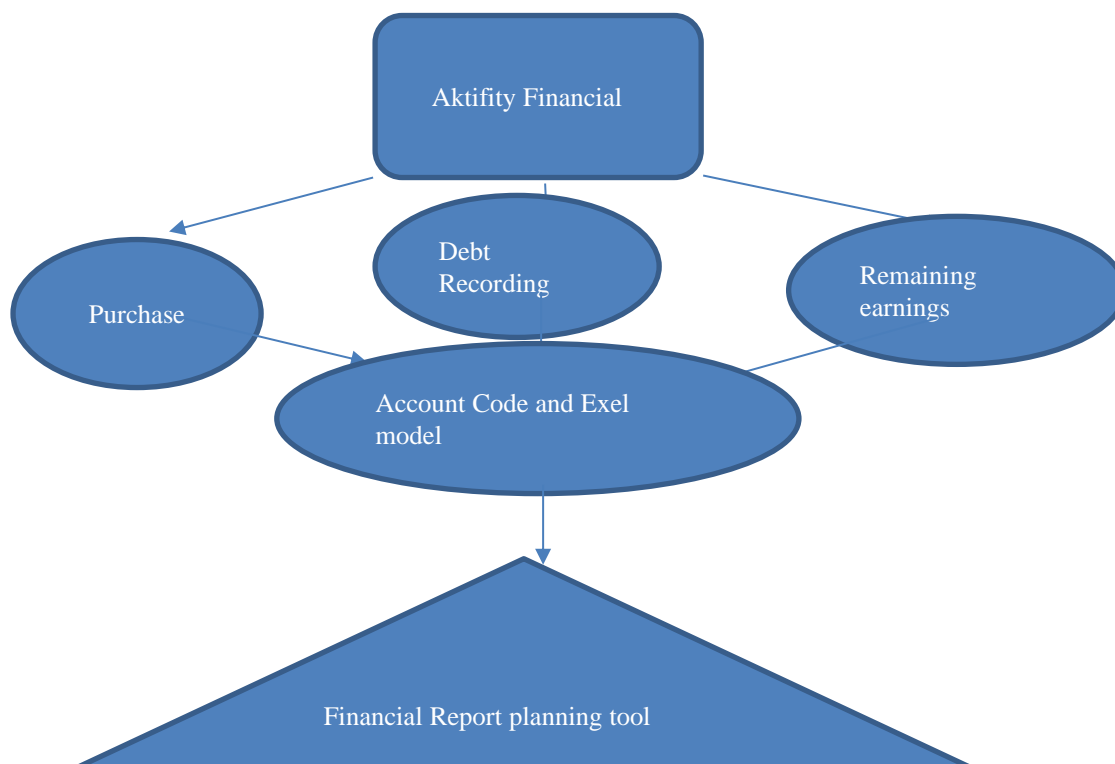 Aktifity Financial
Debt
Recording
Remaining
earnings
Purchase
Account Code and Exel
model
Financial Report planning tool